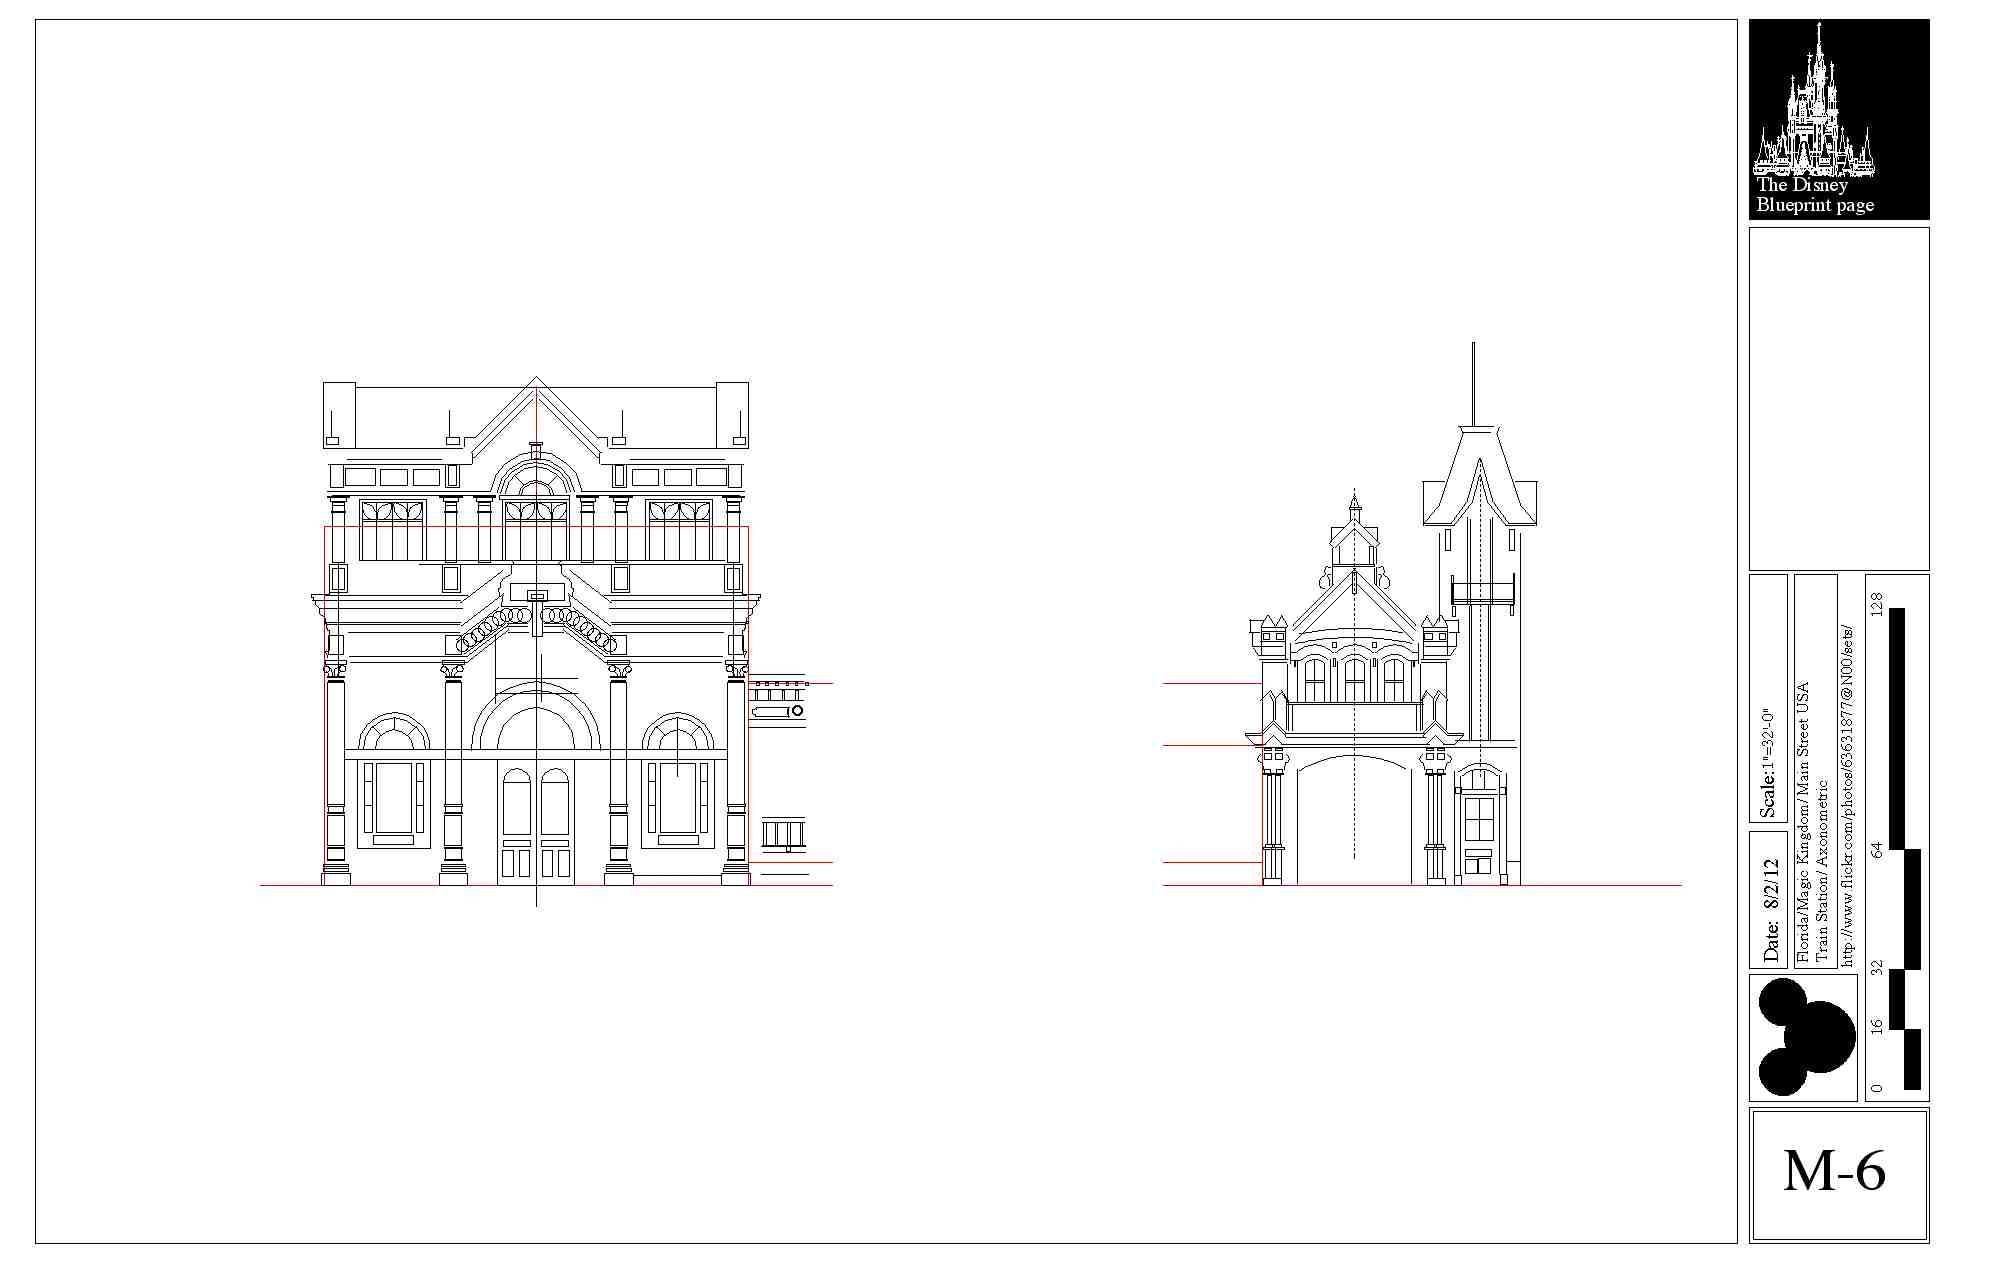 The Disney
Blueprint page
Scale:1"=32'-0"
Date: 8/2/12
Florida/Magic Kingdom/ Main Street USA
Train Station/ Axonometric
http://www.flickr.com/photos/63631877@N00/sets/
128
64
32
16
0
M-6